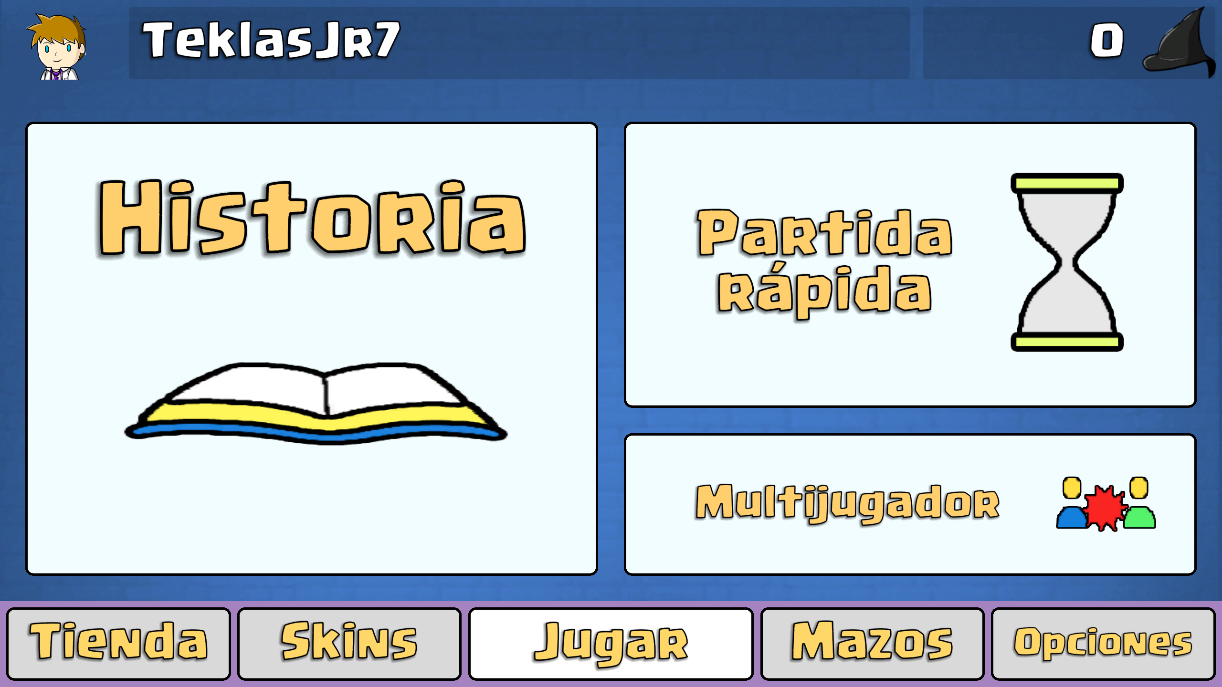 TeklasJr7
0
Historia
Partida
rápida
Multijugador
Tienda
Skins
Jugar
Mazos
Opciones